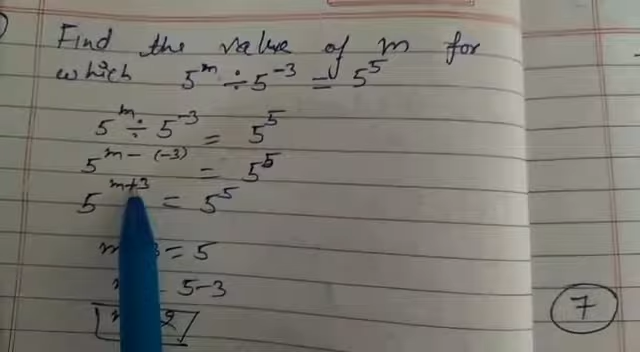 Find the value of m for
which 5^m ÷ 5^-3 = 5^5
5^m ÷ 5^-3 = 5^5
5^m-(-3) = 5^5
5^m+3 = 5^5
= 5
5-3
2
7